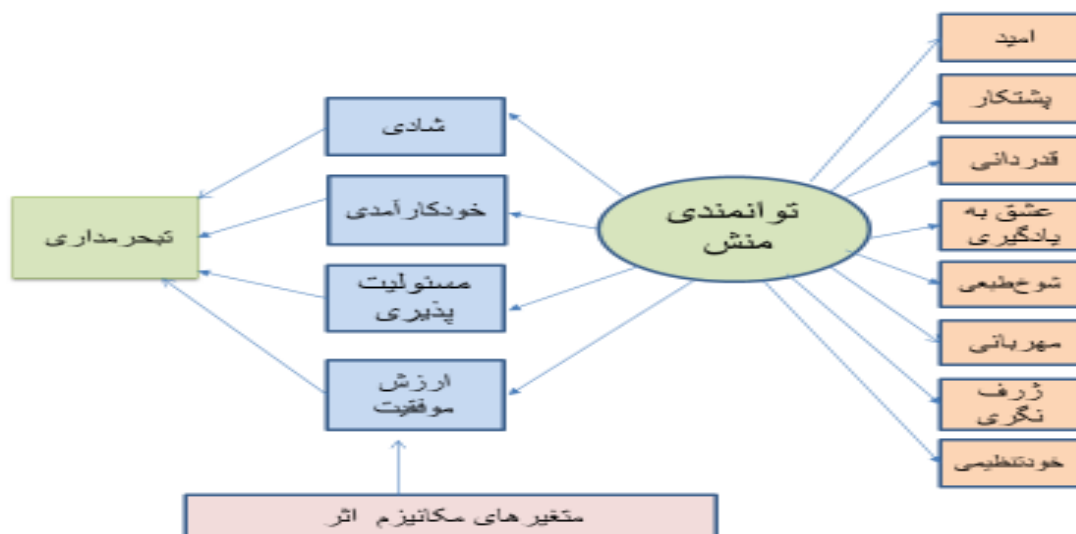 امید
پشتکار
قدردانی
عشق به
یادگیری
شوخ‌طبعی
مهربانی
ژرف
نگری
خودتنظیمی
توانمندی
منش
شادی
خودکارآمدی
مسئولیت
پذیری
ارزش
موفقیت
تبحرمداری
متغیرهای مکانیزم اثر